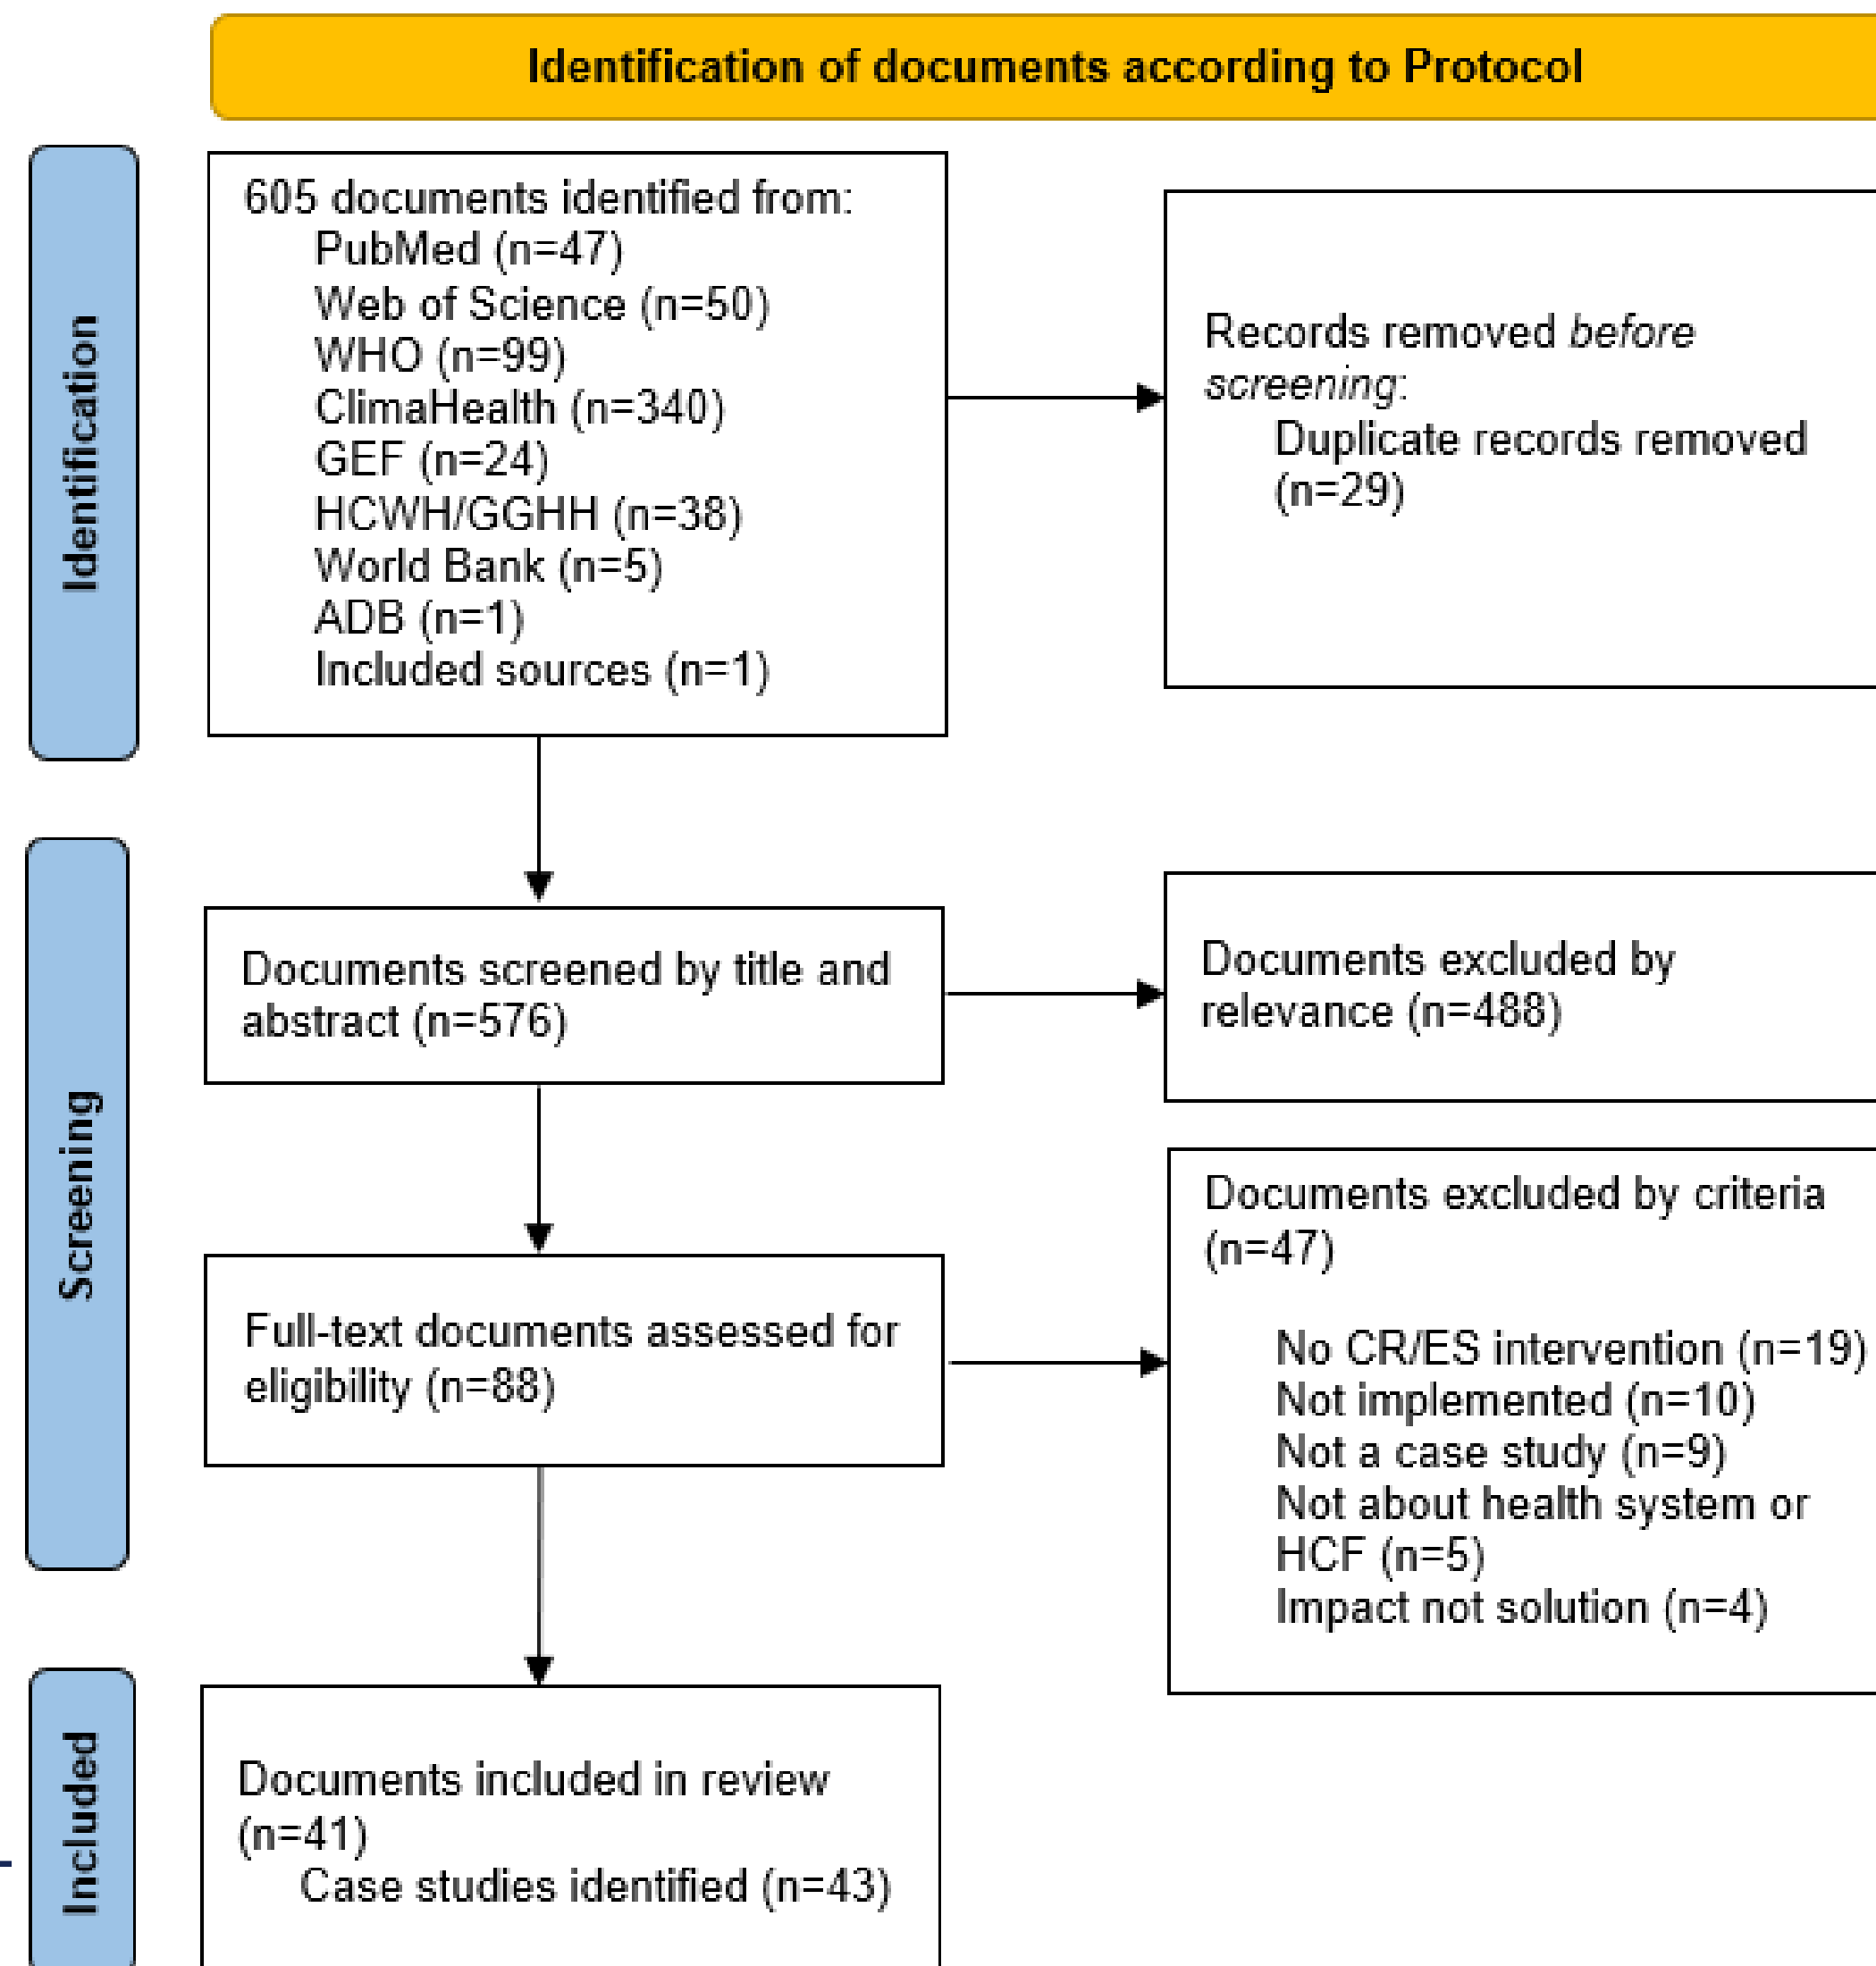 Identification of documents according to Protocol
Identification
605 documents identified from:
PubMed (n=47)
Web of Science (n=50)
WHO (n=99)
ClimaHealth (n=340)
GEF (n=24)
HCWH/GGHH (n=38)
World Bank (n=5)
ADB (n=1)
Included sources (n=1)
Records removed before
screening:
Duplicate records removed
(n=29)
Screening
Documents screened by title and
abstract (n=576)
Documents excluded by
relevance (n=488)
Full-text documents assessed for
eligibility (n=88)
Documents excluded by criteria
(n=47)
No CR/ES intervention (n=19)
Not implemented (n=10)
Not a case study (n=9)
Not about health system or
HCF (n=5)
Impact not solution (n=4)
Included
Documents included in review
(n=41)
Case studies identified (n=43)